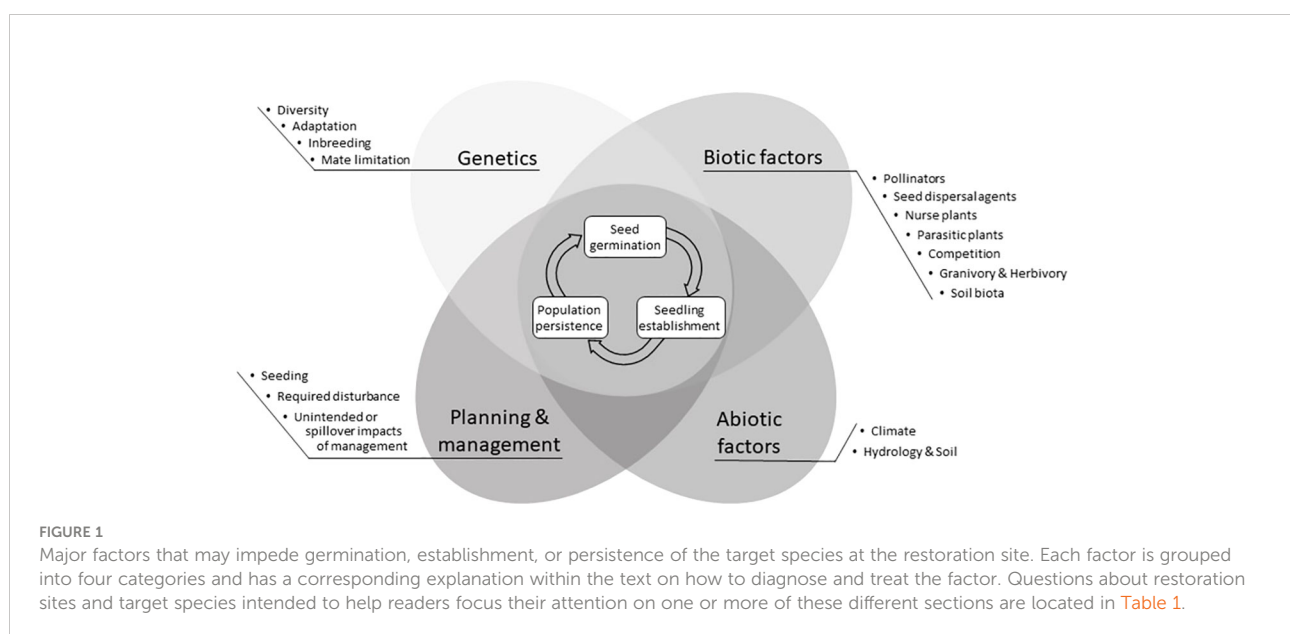 • Diversity
• Adaptation
• Inbreeding
• Mate limitation
Genetics
Biotic factors
• Pollinators
• Seed dispersal agents
• Nurse plants
• Parasitic plants
• Competition
• Granivory & Herbivory
• Soil biota
Seed
germination
Population
persistence
Seedling
establishment
• Seeding
• Required disturbance
• Unintended or
spillover impacts
of management
Planning &
management
Abiotic
factors
• Climate
• Hydrology & Soil
FIGURE 1
Major factors that may impede germination, establishment, or persistence of the target species at the restoration site. Each factor is grouped
into four categories and has a corresponding explanation within the text on how to diagnose and treat the factor. Questions about restoration
sites and target species intended to help readers focus their attention on one or more of these different sections are located in Table 1.